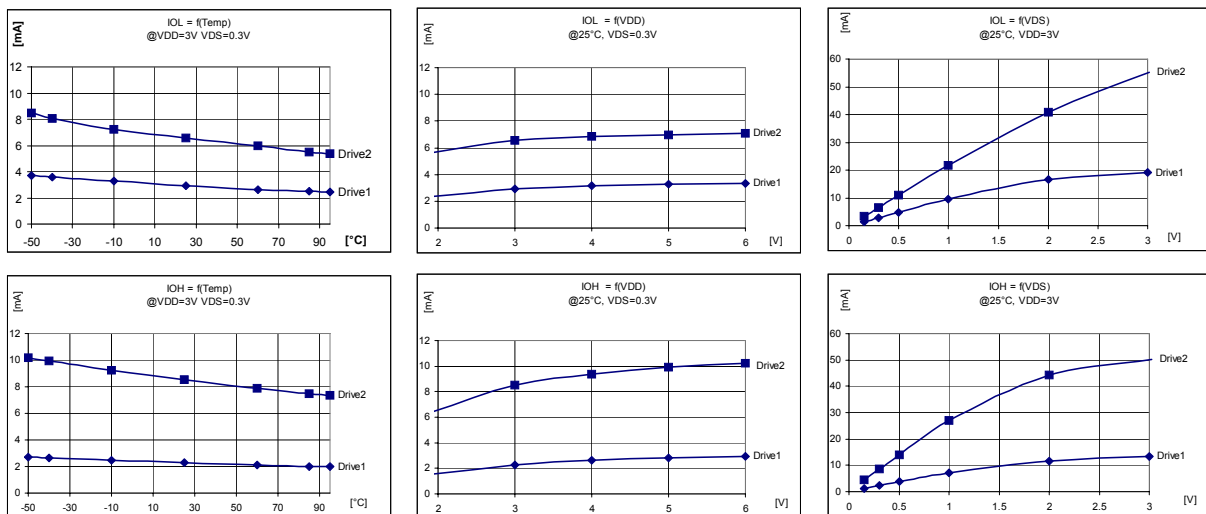 IOL = f(Temp)
@VDD=3V VDS=0.3V
[mA]
12
10
8
6
4
2
0
Drive2
Drive1
-50 -30 -10 10 30 50 70 90 [°C]
IOL = f(VDD)
@25°C, VDS=0.3V
[mA]
12
10
8
6
4
2
0
Drive2
Drive1
2 3 4 5 6 [V]
IOL = f(VDS)
@25°C, VDD=3V
[mA]
60
50
40
30
20
10
0
Drive2
Drive1
0 0.5 1 1.5 2 2.5 3 [V]
IOH = f(Temp)
@VDD=3V VDS=0.3V
[mA]
12
10
8
6
4
2
0
Drive2
Drive1
-50 -30 -10 10 30 50 70 90 [°C]
IOH = f(VDD)
@25°C, VDS=0.3V
[mA]
12
10
8
6
4
2
0
Drive2
Drive1
2 3 4 5 6 [V]
IOH = f(VDS)
@25°C, VDD=3V
[mA]
60
50
40
30
20
10
0
Drive2
Drive1
0 0.5 1 1.5 2 2.5 3 [V]